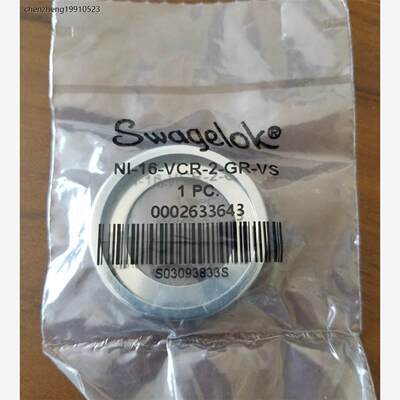 chenzheng19910523
Swagelok®
NI-16-VCR-2-GR-VS
1 PC.
0002633643
S03093833S